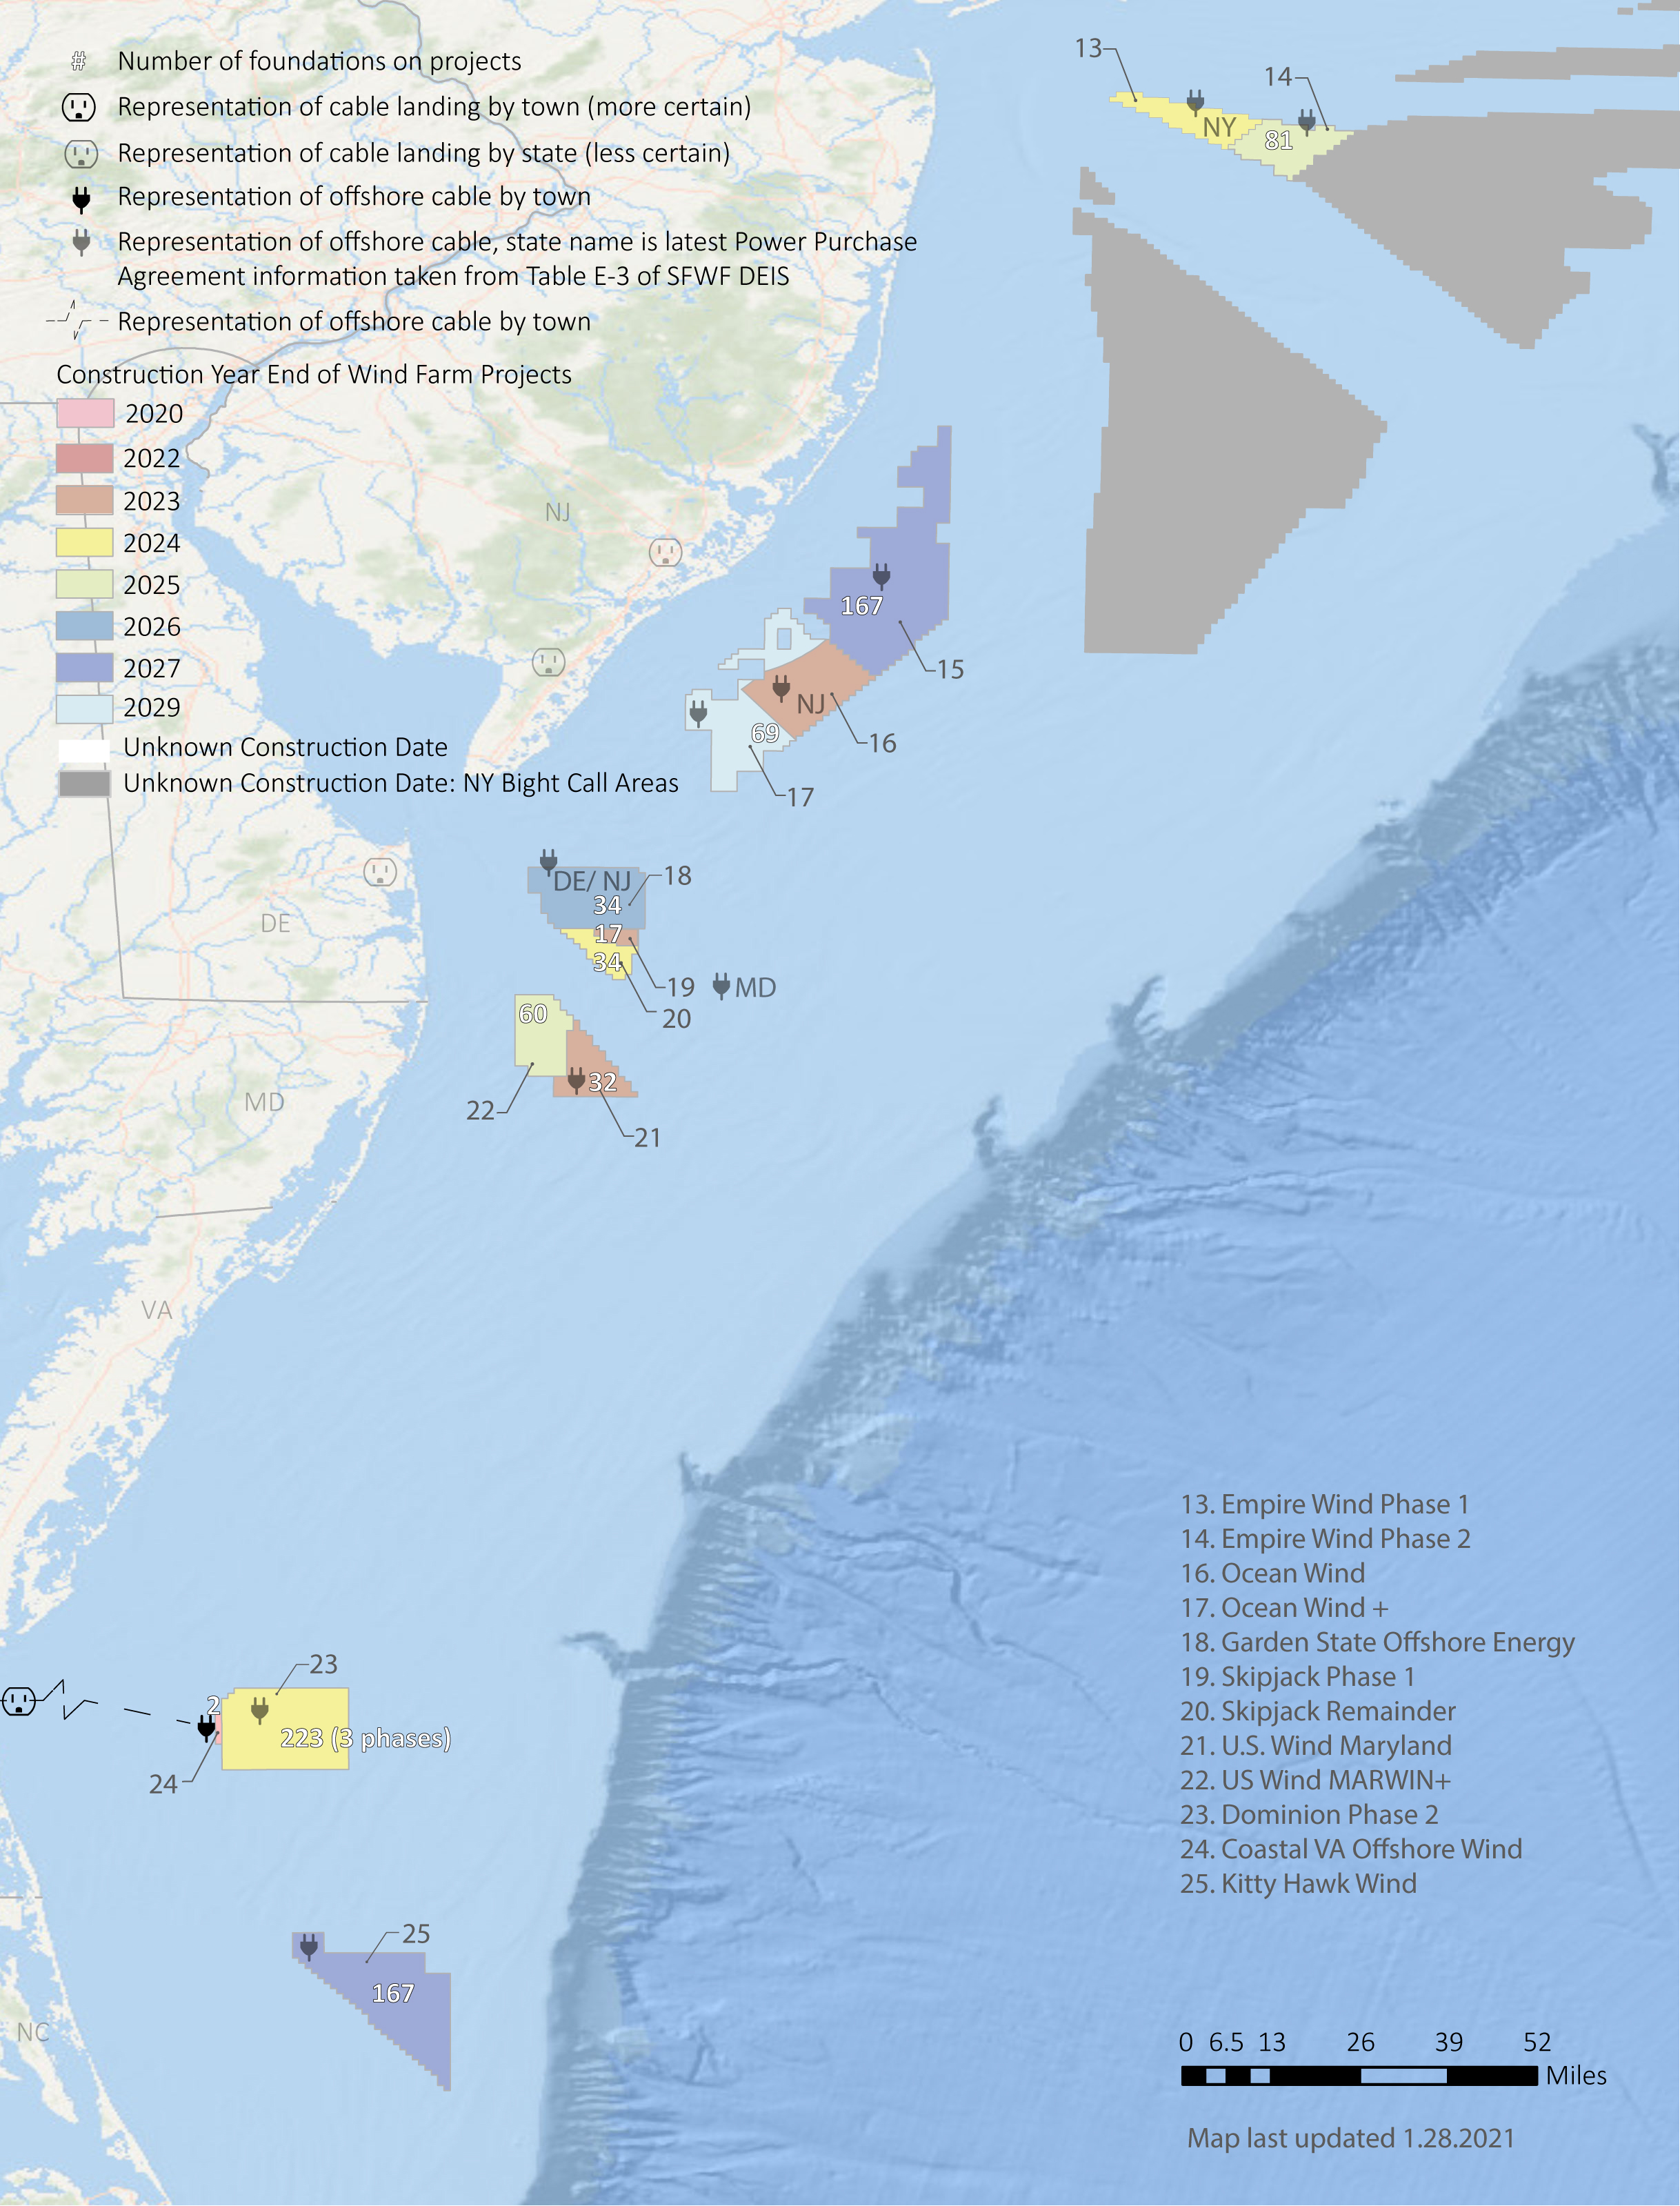 #
Number of foundations on projects
Representation of cable landing by town (more certain)
Representation of cable landing by state (less certain)
Representation of offshore cable by town
Representation of offshore cable, state name is latest Power Purchase
Agreement information taken from Table E-3 of SFWF DEIS
Representation of offshore cable by town
Construction Year End of Wind Farm Projects
2020
2022
2023
2024
2025
2026
2027
2029
Unknown Construction Date
Unknown Construction Date: NY Bight Call Areas
13
14
NY
81
NJ
167
15
NJ
16
69
17
DE/ NJ
18
34
17
34
19
MD
20
DE
60
32
22
21
MD
VA
23
2
223 (3 phases)
24
25
167
NC
13. Empire Wind Phase 1
14. Empire Wind Phase 2
16. Ocean Wind
17. Ocean Wind +
18. Garden State Offshore Energy
19. Skipjack Phase 1
20. Skipjack Remainder
21. U.S. Wind Maryland
22. US Wind MARWIN+
23. Dominion Phase 2
24. Coastal VA Offshore Wind
25. Kitty Hawk Wind
0 6.5 13 26 39 52
Miles
Map last updated 1.28.2021